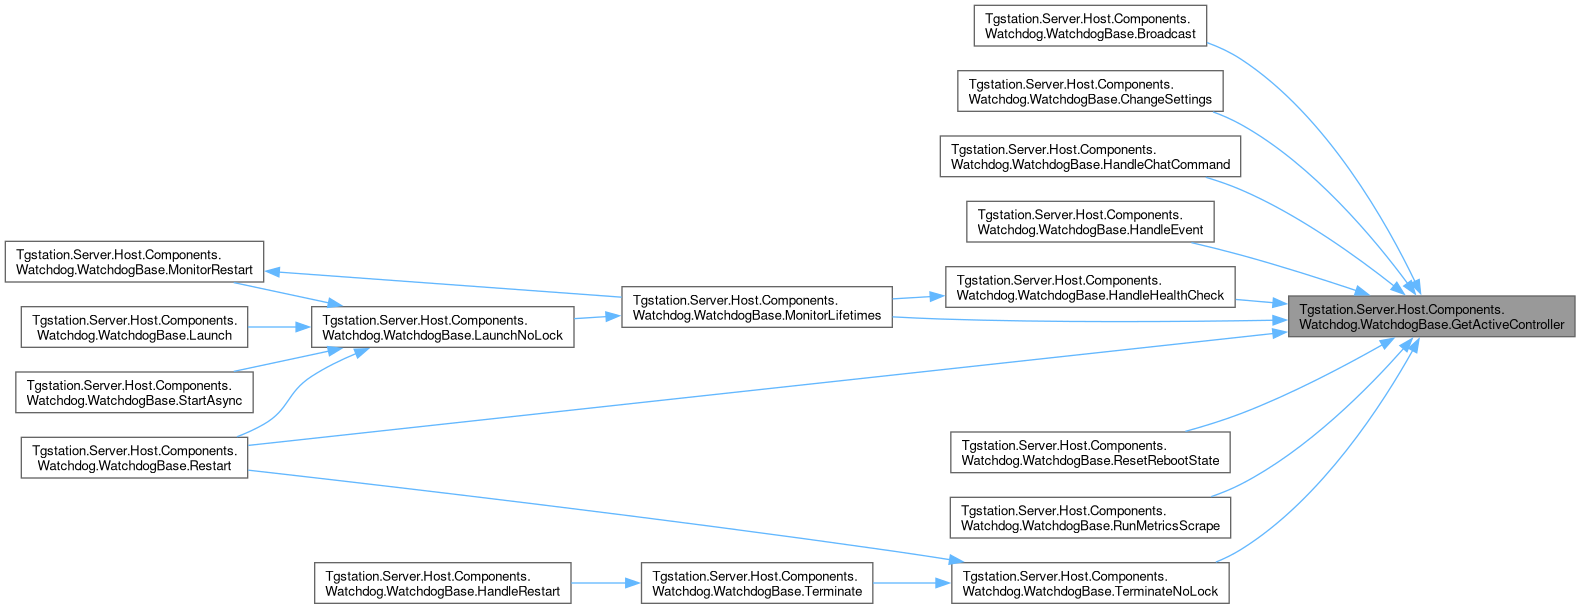 Tgstation.Server.Host.Components.
Watchdog.WatchdogBase.Broadcast
Tgstation.Server.Host.Components.
Watchdog.WatchdogBase.ChangeSettings
Tgstation.Server.Host.Components.
Watchdog.WatchdogBase.HandleChatCommand
Tgstation.Server.Host.Components.
Watchdog.WatchdogBase.HandleEvent
Tgstation.Server.Host.Components.
Watchdog.WatchdogBase.MonitorRestart
Tgstation.Server.Host.Components.
Watchdog.WatchdogBase.HandleHealthCheck
Tgstation.Server.Host.Components.
Watchdog.WatchdogBase.MonitorLifetimes
Tgstation.Server.Host.Components.
Watchdog.WatchdogBase.GetActiveController
Tgstation.Server.Host.Components.
Watchdog.WatchdogBase.Launch
Tgstation.Server.Host.Components.
Watchdog.WatchdogBase.LaunchNoLock
Tgstation.Server.Host.Components.
Watchdog.WatchdogBase.StartAsync
Tgstation.Server.Host.Components.
Watchdog.WatchdogBase.Restart
Tgstation.Server.Host.Components.
Watchdog.WatchdogBase.ResetRebootState
Tgstation.Server.Host.Components.
Watchdog.WatchdogBase.RunMetricsScrape
Tgstation.Server.Host.Components.
Watchdog.WatchdogBase.HandleRestart
Tgstation.Server.Host.Components.
Watchdog.WatchdogBase.Terminate
Tgstation.Server.Host.Components.
Watchdog.WatchdogBase.TerminateNoLock